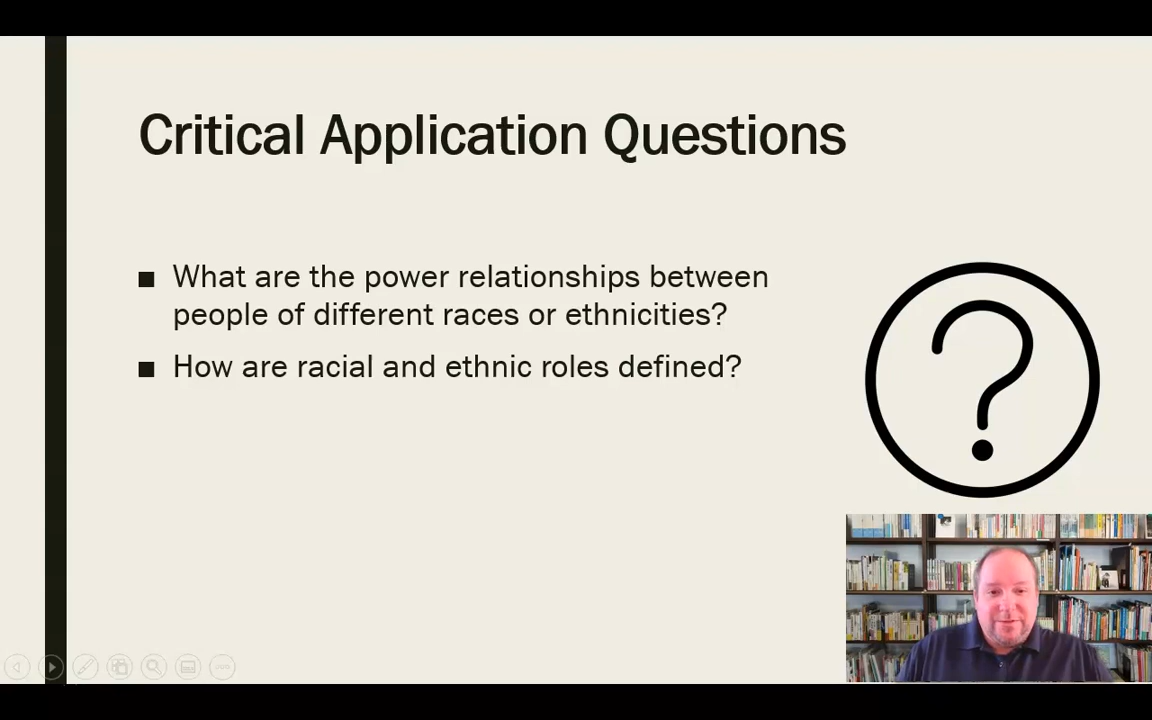 Critical Application Questions
■ What are the power relationships between
people of different races or ethnicities?
■ How are racial and ethnic roles defined?